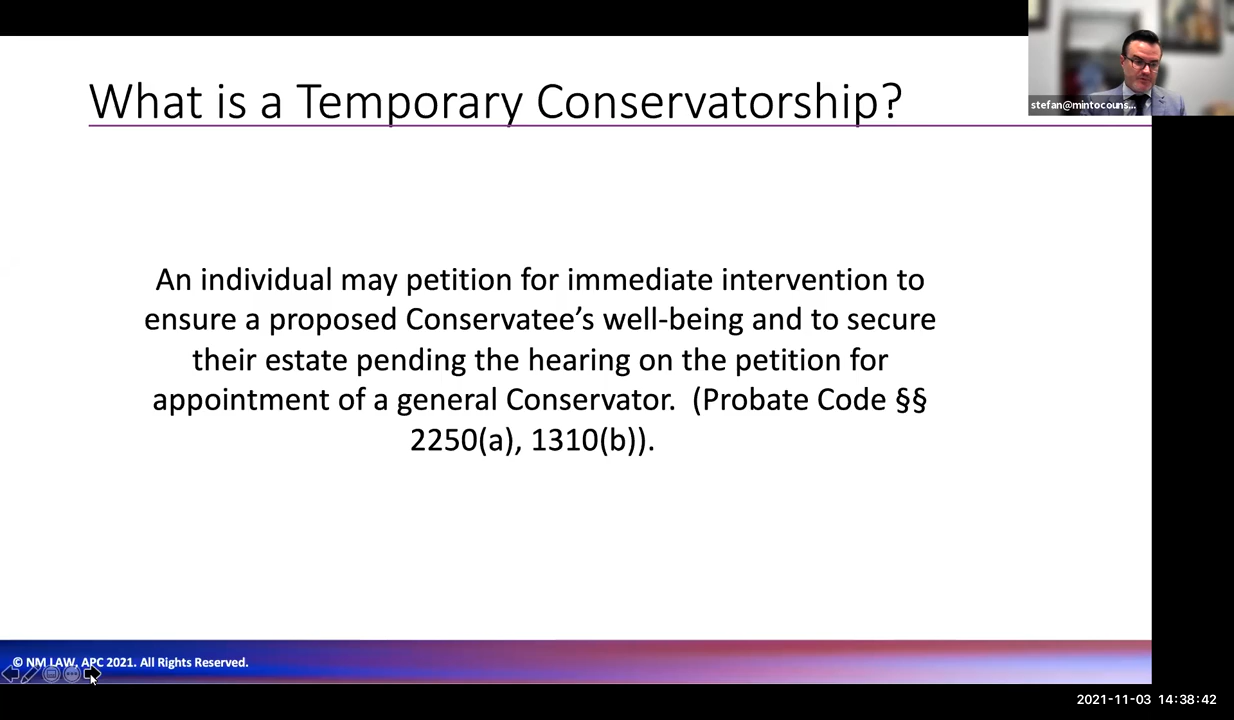 What is a Temporary Conservatorship?
stefan@mintocouns...
An individual may petition for immediate intervention to
ensure a proposed Conservatee’s well-being and to secure
their estate pending the hearing on the petition for
appointment of a general Conservator.  (Probate Code §§
2250(a), 1310(b)).
© NM LAW, APC 2021. All Rights Reserved.
2021-11-03 14:38:42